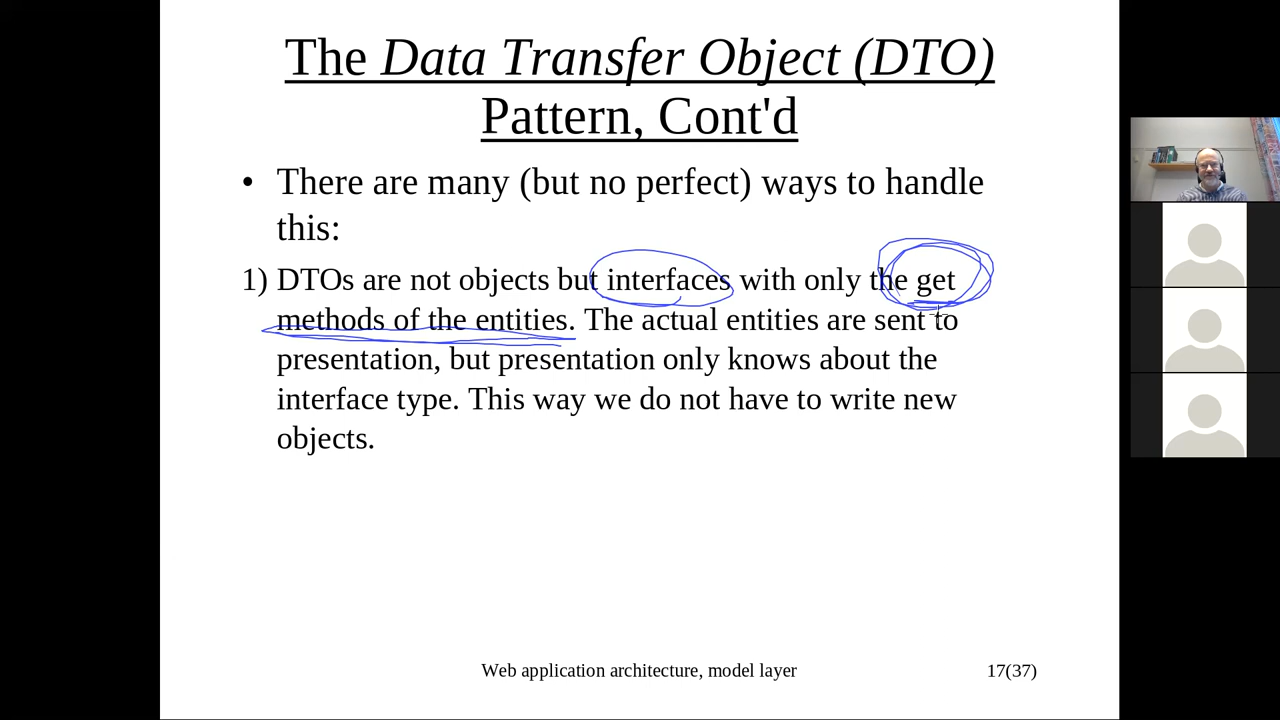 The Data Transfer Object (DTO)
Pattern, Cont'd
• There are many (but no perfect) ways to handle
this:
1) DTOs are not objects but interfaces with only the get
methods of the entities. The actual entities are sent to
presentation, but presentation only knows about the
interface type. This way we do not have to write new
objects.
Web application architecture, model layer 17(37)